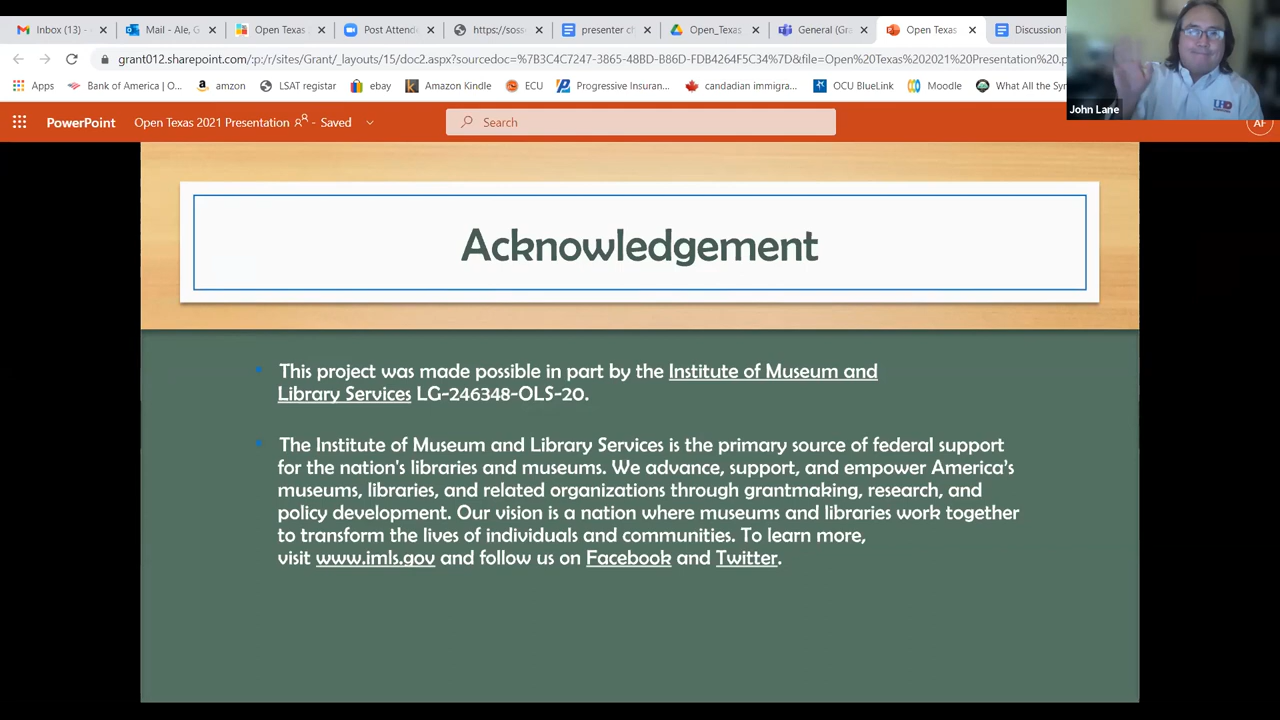 Inbox (13) -
Mail - Ale, G
Open Texas
Post Attend
https://soss
presenter c
Open_Texas
General (Gr
Open Texas
Discussion
grant012.sharepoint.com/:p:/r/sites/Grant/_layouts/15/doc2.aspx?sourcedoc=%7B3C4C7247-3865-48BD-B86D-FDB4264F5C34%7D&file=Open%20Texas%202021%20Presentation%20.p
Apps
Bank of America | O...
amzon
LSAT registar
ebay
Amazon Kindle
ECU
Progressive Insuran...
candadian immigra...
OCU BlueLink
Moodle
What All the Sy
John Lane
UHD
PowerPoint
Open Texas 2021 Presentation - Saved
Search
AF
Acknowledgement
This project was made possible in part by the Institute of Museum and
Library Services LG-246348-OLS-20.
The Institute of Museum and Library Services is the primary source of federal support
for the nation's libraries and museums. We advance, support, and empower America's
museums, libraries, and related organizations through grantmaking, research, and
policy development. Our vision is a nation where museums and libraries work together
to transform the lives of individuals and communities. To learn more,
visit www.imls.gov and follow us on Facebook and Twitter.